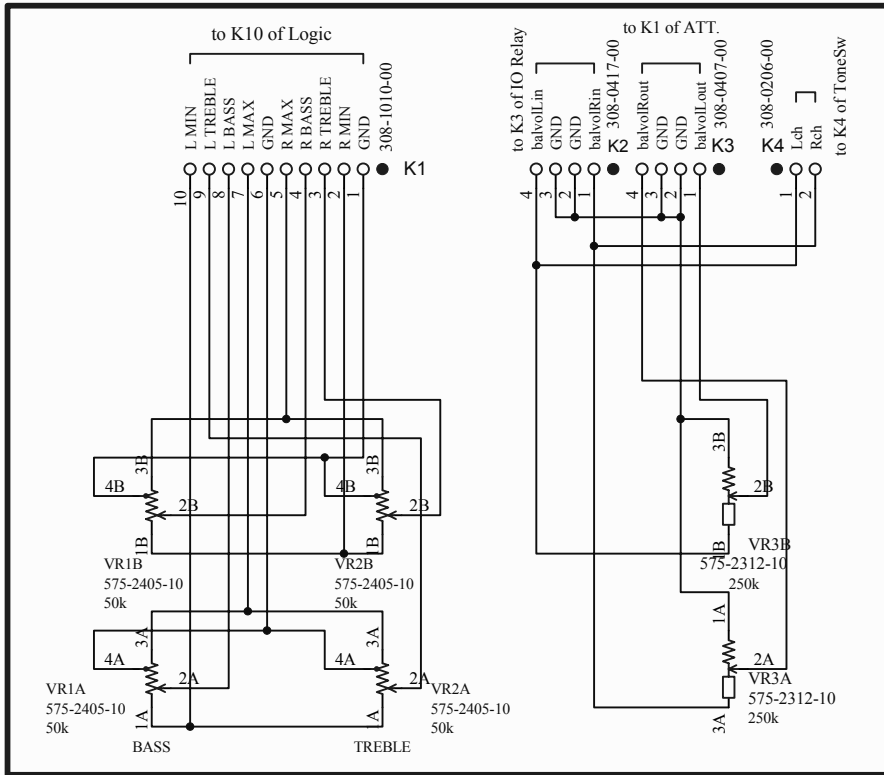 to K10 of Logic
L MIN
L TREBLE
L BASS
L MAX
GND
R MAX
R BASS
R TREBLE
R MIN
GND
308-1010-00
K1
10
9
8
7
6
5
4
3
2
1
to K1 of ATT.
to K3 of IO Relay
balvolLin
GND
GND
balvolRin
308-0417-00
K2
4
3
2
1
balvolRout
GND
GND
balvolLout
308-0407-00
K3
4
3
2
1
308-0206-00
K4
Lch
Rch
to K4 of ToneSw
1
2
3B
4B
2B
1B
VR1B
575-2405-10
50k
3B
4B
2B
1B
VR2B
575-2405-10
50k
3A
4A
2A
1A
VR1A
575-2405-10
50k
BASS
3A
4A
2A
1A
VR2A
575-2405-10
50k
TREBLE
3B
2B
1B
VR3B
575-2312-10
250k
1A
2A
3A
VR3A
575-2312-10
250k